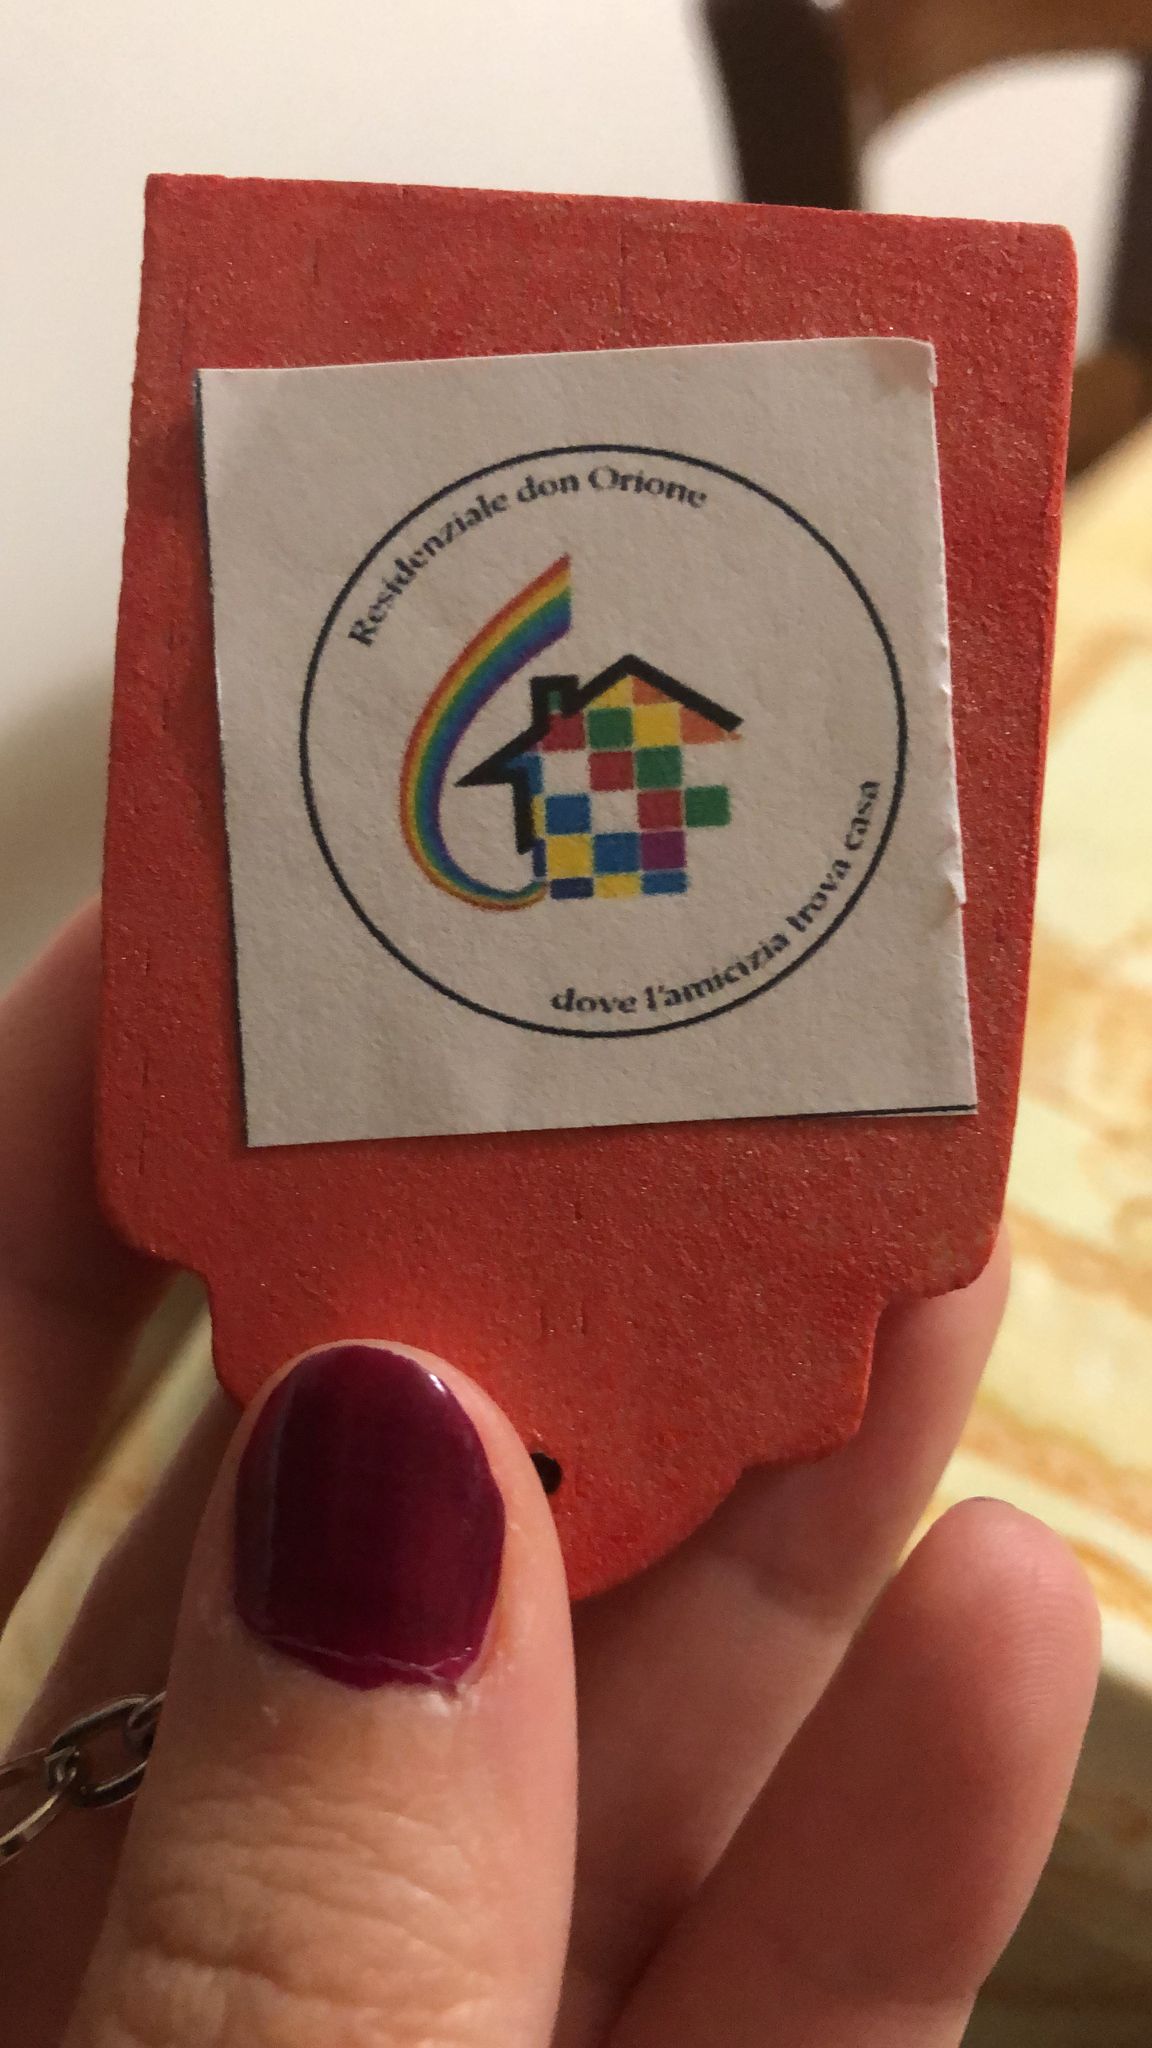 Residenziale don Orione
dove l'amicizia trova casa